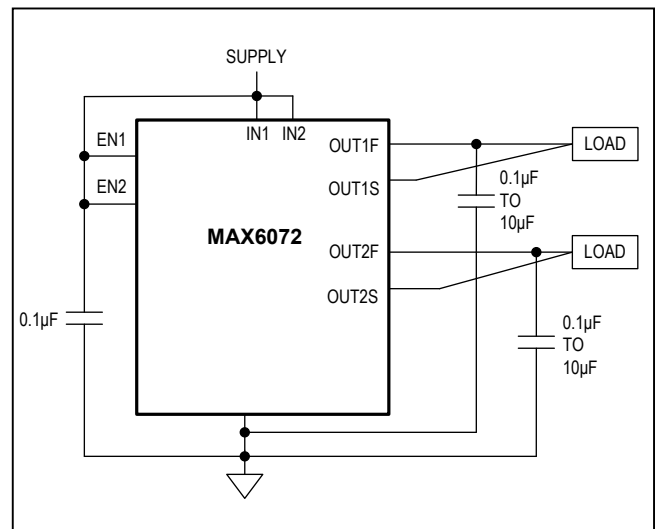 SUPPLY
EN1
IN1 IN2
OUT1F
LOAD
EN2
OUT1S
0.1µF
TO
10µF
MAX6072
OUT2F
LOAD
OUT2S
0.1µF
0.1µF
TO
10µF